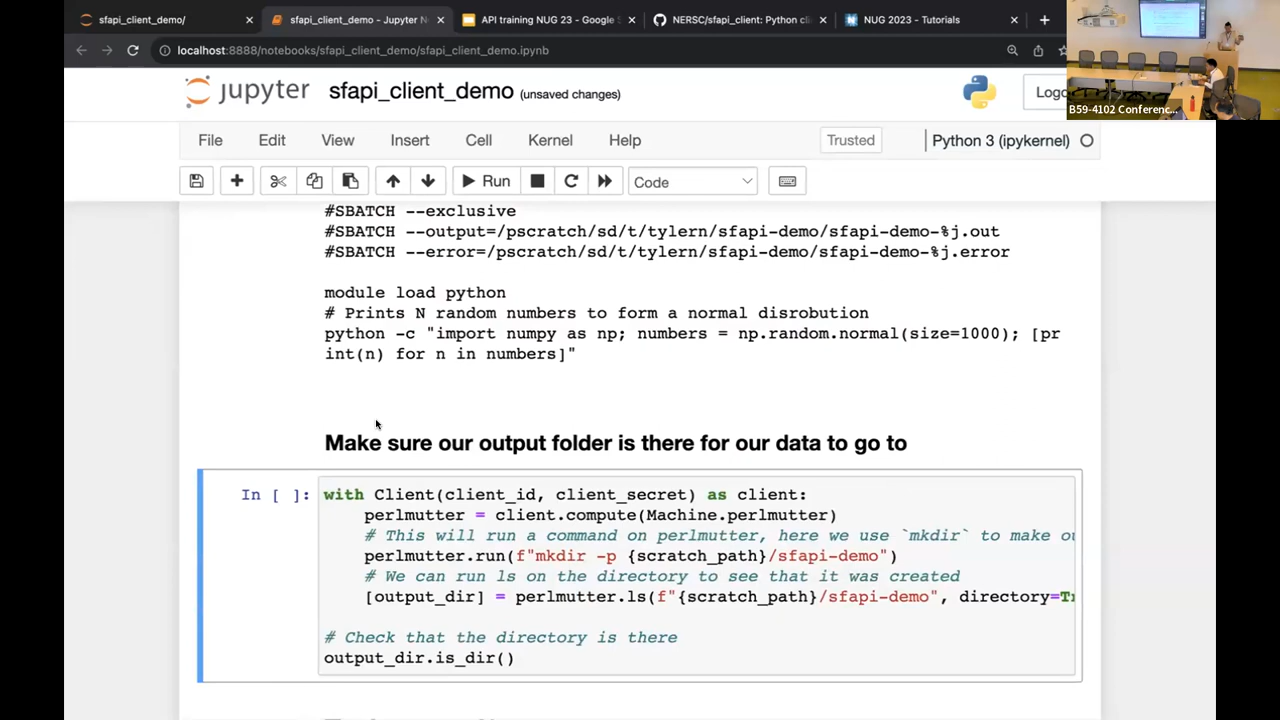 sfapi_client_demo/
sfapi_client_demo - Jupyter N
API training NUG 23 - Google
NERSC/sfapi_client: Python cl
NUG 2023 - Tutorials
localhost:8888/notebooks/sfapi_client_demo/sfapi_client_demo.ipynb
B59-4102 Conferenc...
jupyter
sfapi_client_demo (unsaved changes)
Logo
File Edit View Insert Cell Kernel Help
Trusted
Python 3 (ipykernel)
Run
Code
#SBATCH --exclusive
#SBATCH --output=/pscratch/sd/t/tylern/sfapi-demo/sfapi-demo-%j.out
#SBATCH --error=/pscratch/sd/t/tylern/sfapi-demo/sfapi-demo-%j.error
module load python
# Prints N random numbers to form a normal disrobution
python -c "import numpy as np; numbers = np.random.normal(size=1000); [pr
int(n) for n in numbers]"
Make sure our output folder is there for our data to go to
In [ ]: with Client(client_id, client_secret) as client:
perlmutter = client.compute(Machine.perlmutter)
# This will run a command on perlmutter, here we use `mkdir` to make ou
perlmutter.run(f"mkdir -p {scratch_path}/sfapi-demo")
# We can run ls on the directory to see that it was created
[output_dir] = perlmutter.ls(f"{scratch_path}/sfapi-demo", directory=Tr
# Check that the directory is there
output_dir.is_dir()